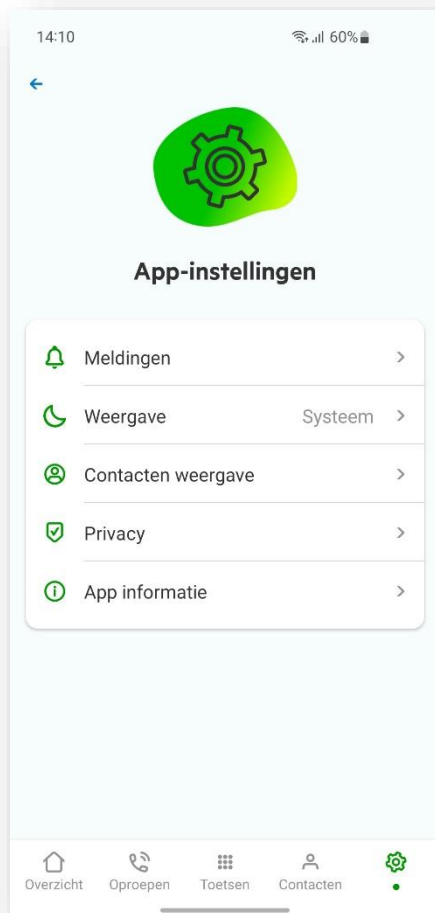 14:10 60%
App-instellingen
Meldingen
Weergave Systeem
Contacten weergave
Privacy
App informatie
Overzicht Oproepen Toetsen Contacten